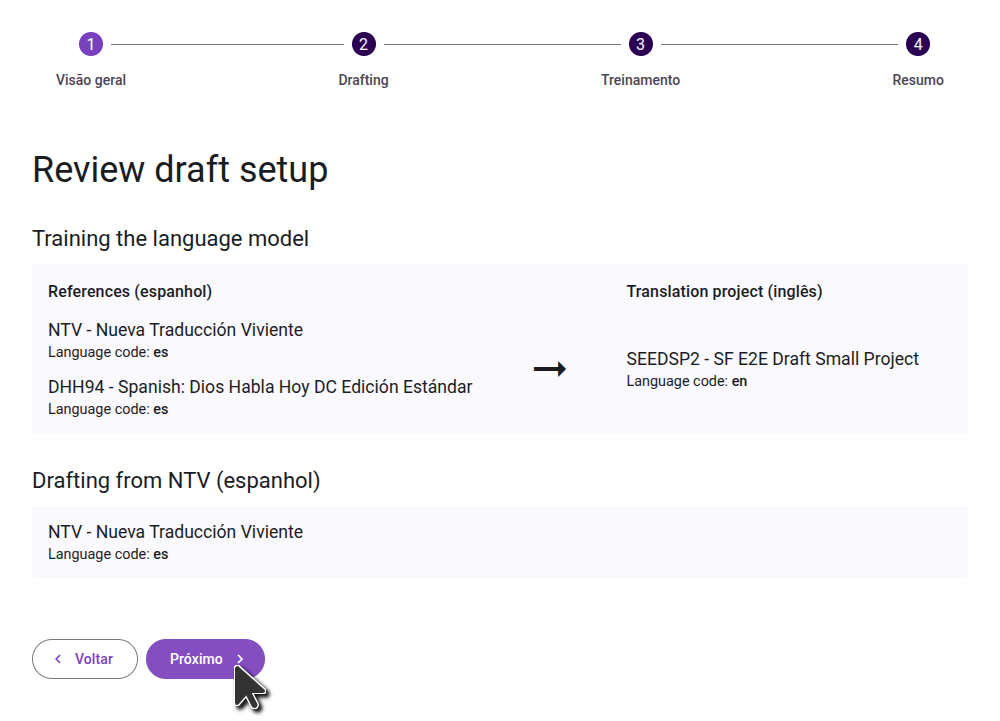 1
2
3
4
Visão geral
Drafting
Treinamento
Resumo
Review draft setup
Training the language model
References (espanhol)
NTV - Nueva Traducción Viviente
Language code: es
DHH94 - Spanish: Dios Habla Hoy DC Edición Estándar
Language code: es
Translation project (inglês)
SEEDSP2 - SF E2E Draft Small Project
Language code: en
Drafting from NTV (espanhol)
NTV - Nueva Traducción Viviente
Language code: es
Voltar
Próximo